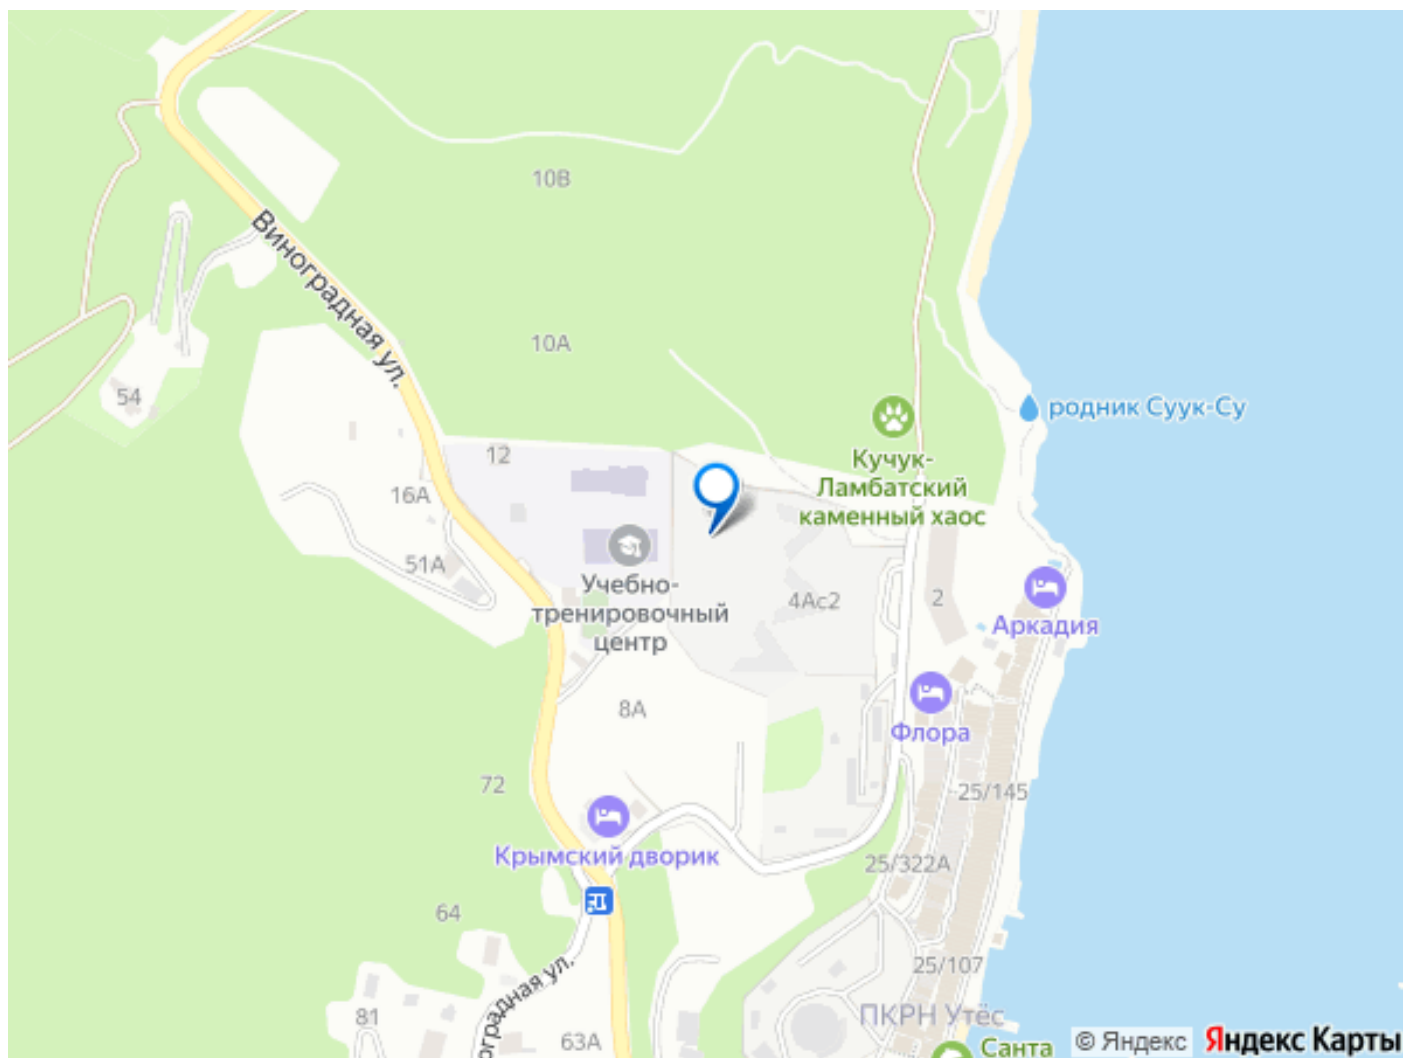 10В
Виноградная ул.
10А
54
родник Суук-Су
Кучук-
Ламбатский
каменный хаос
12
16А
51А
Учебно-
тренировочный
центр
4Ас2
2
Аркадия
8А
Флора
72
25/145
Крымский дворик
25/322А
64
25/107
81
63А
ПКРН Утёс
Санта
© Яндекс
Яндекс Карты